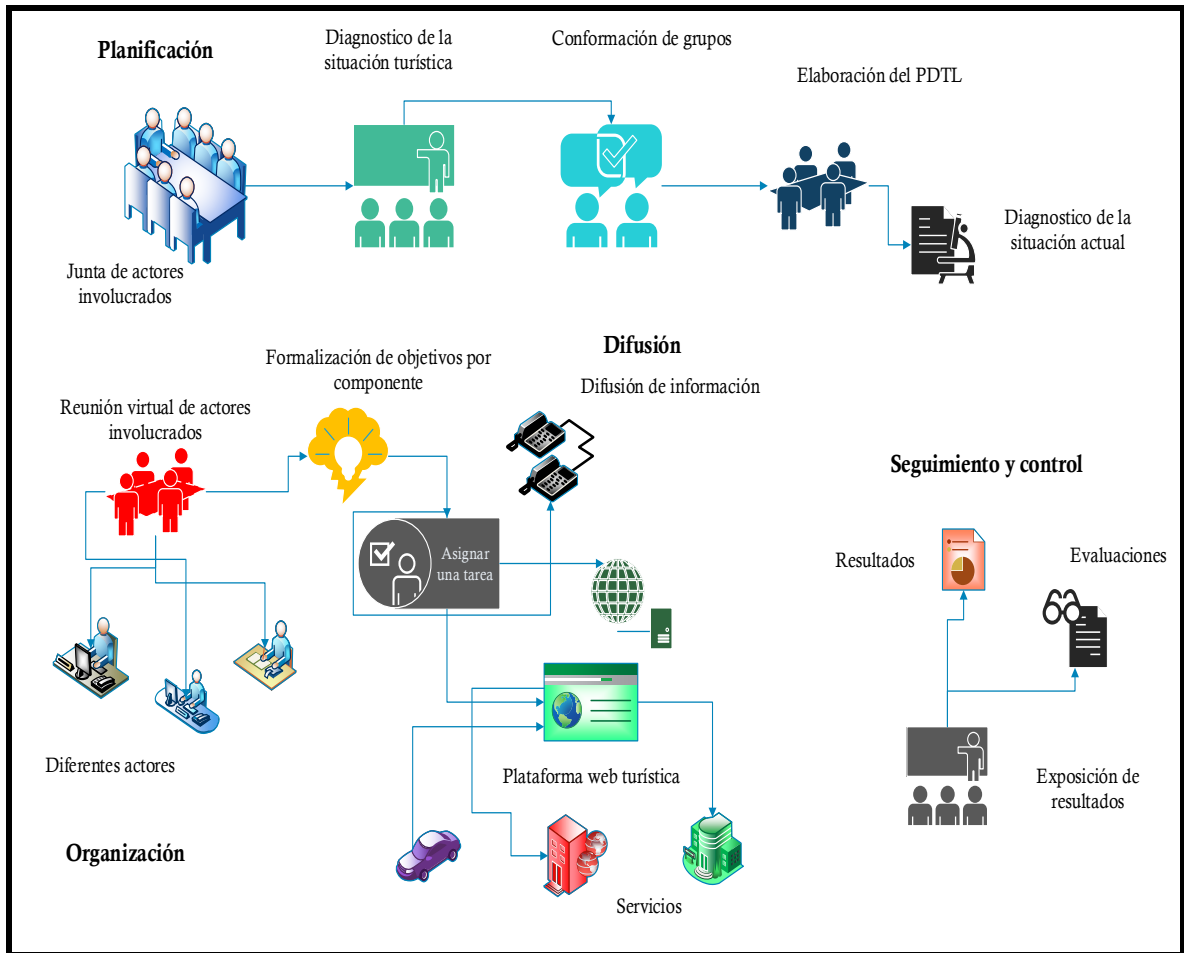 Planificación
Diagnostico de la
situación turística
Conformación de grupos
Elaboración del PDTL
Junta de actores
involucrados
Diagnostico de la
situación actual
Difusión
Formalización de objetivos por
componente
Difusión de información
Reunión virtual de actores
involucrados
Seguimiento y control
Asignar
una tarea
Resultados
Evaluaciones
Diferentes actores
Plataforma web turística
Exposición de
resultados
Organización
Servicios